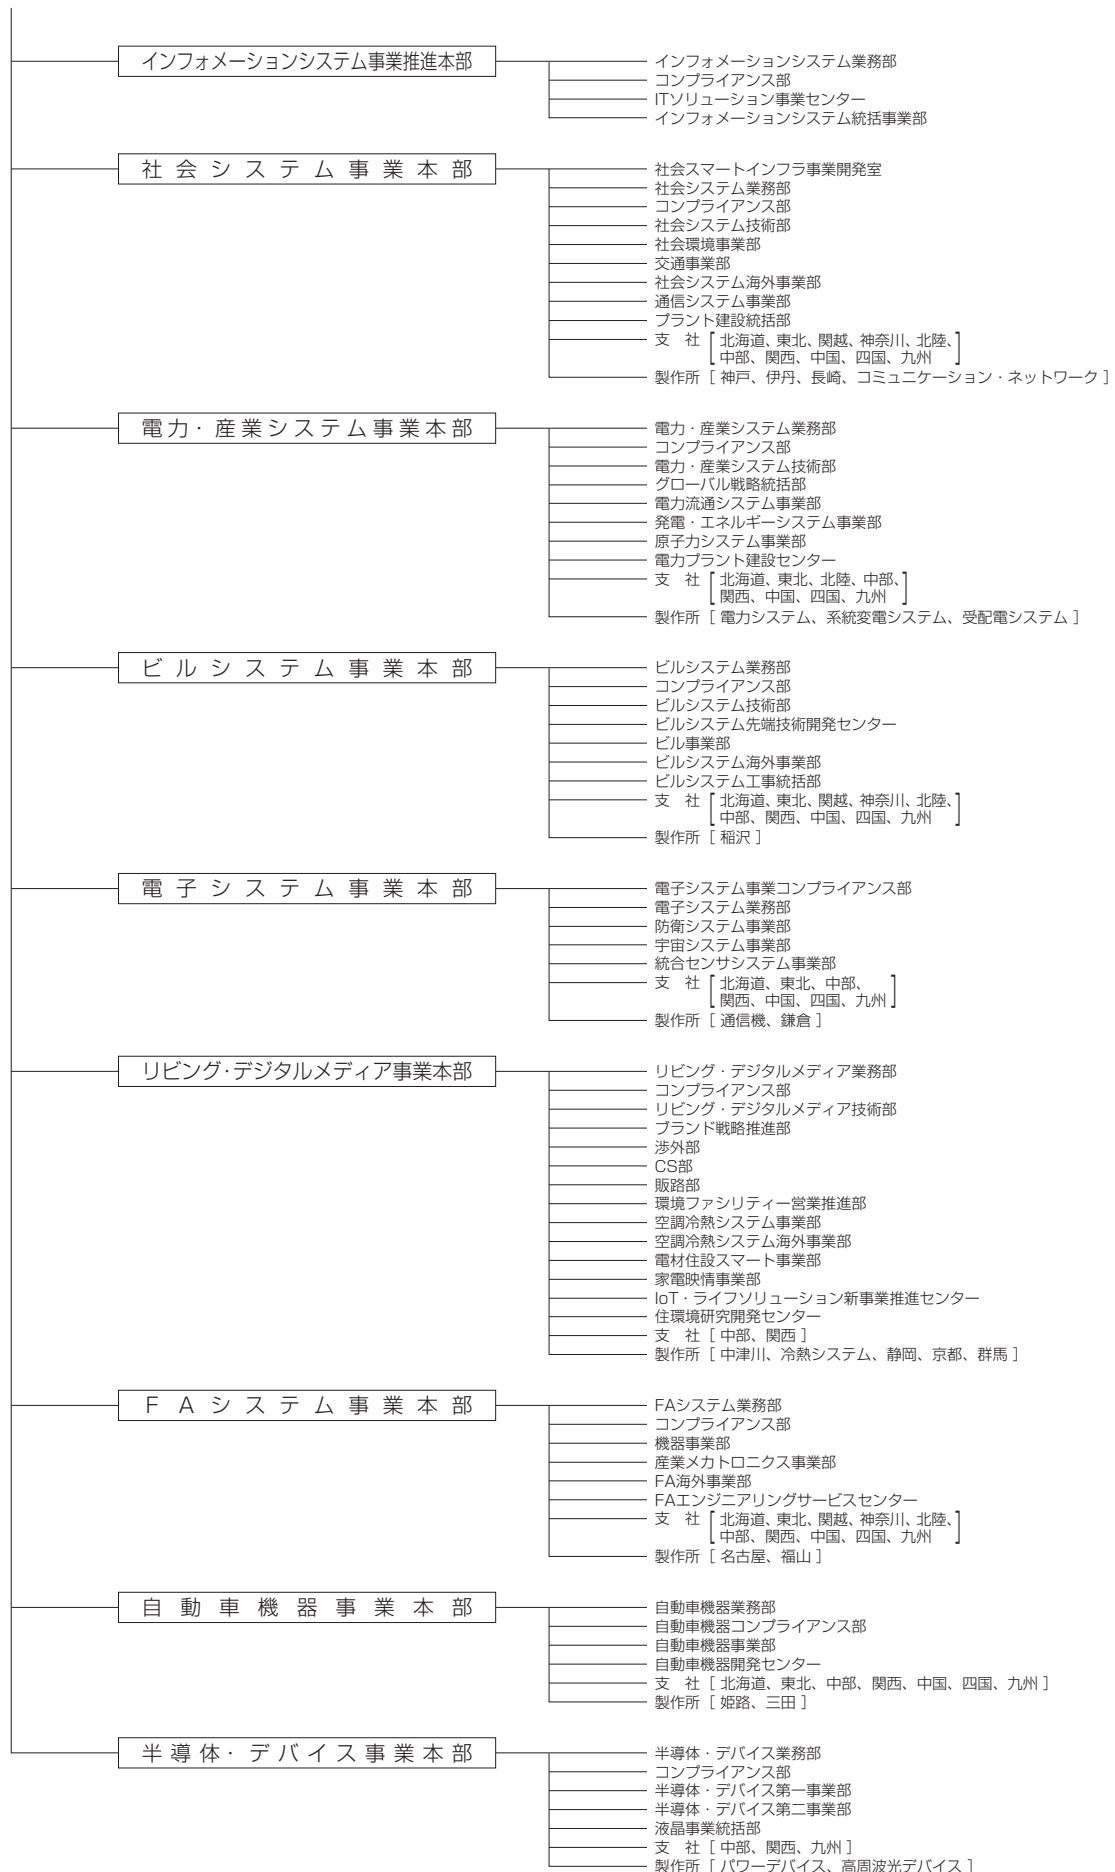 インフォメーションシステム事業推進本部
インフォメーションシステム業務部
コンプライアンス部
ITソリューション事業センター
インフォメーションシステム統括事業部
社会システム事業本部
社会スマートインフラ事業開発室
社会システム業務部
コンプライアンス部
社会システム技術部
社会環境事業部
交通事業部
社会システム海外事業部
通信システム事業部
プラント建設統括部
支 社 [ 北海道、東北、関越、神奈川、北陸、
中部、関西、中国、四国、九州 ]
製作所 [ 神戸、伊丹、長崎、コミュニケーション・ネットワーク ]
電力・産業システム事業本部
電力・産業システム業務部
コンプライアンス部
電力・産業システム技術部
グローバル戦略統括部
電力流通システム事業部
発電・エネルギーシステム事業部
原子力システム事業部
電力プラント建設センター
支 社 [ 北海道、東北、北陸、中部、
関西、中国、四国、九州 ]
製作所 [ 電力システム、系統変電システム、受配電システム ]
ビルシステム事業本部
ビルシステム業務部
コンプライアンス部
ビルシステム技術部
ビルシステム先端技術開発センター
ビル事業部
ビルシステム海外事業部
ビルシステム工事統括部
支 社 [ 北海道、東北、関越、神奈川、北陸、
中部、関西、中国、四国、九州 ]
製作所 [ 稲沢 ]
電子システム事業本部
電子システム事業コンプライアンス部
電子システム業務部
防衛システム事業部
宇宙システム事業部
統合センサシステム事業部
支 社 [ 北海道、東北、中部、
関西、中国、四国、九州 ]
製作所 [ 通信機、鎌倉 ]
リビング・デジタルメディア事業本部
リビング・デジタルメディア業務部
コンプライアンス部
リビング・デジタルメディア技術部
ブランド戦略推進部
渉外部
CS部
販路部
環境ファシリティー営業推進部
空調冷熱システム事業部
空調冷熱システム海外事業部
電材住設スマート事業部
家電映情事業部
IoT・ライフソリューション新事業推進センター
住環境研究開発センター
支 社 [ 中部、関西 ]
製作所 [ 中津川、冷熱システム、静岡、京都、群馬 ]
FAシステム事業本部
FAシステム業務部
コンプライアンス部
機器事業部
産業メカトロニクス事業部
FA海外事業部
FAエンジニアリングサービスセンター
支 社 [ 北海道、東北、関越、神奈川、北陸、
中部、関西、中国、四国、九州 ]
製作所 [ 名古屋、福山 ]
自動車機器事業本部
自動車機器業務部
自動車機器コンプライアンス部
自動車機器事業部
自動車機器開発センター
支 社 [ 北海道、東北、中部、関西、中国、四国、九州 ]
製作所 [ 姫路、三田 ]
半導体・デバイス事業本部
半導体・デバイス業務部
コンプライアンス部
半導体・デバイス第一事業部
半導体・デバイス第二事業部
液晶事業統括部
支 社 [ 中部、関西、九州 ]
製作所 [ パワーデバイス、高周波光デバイス ]